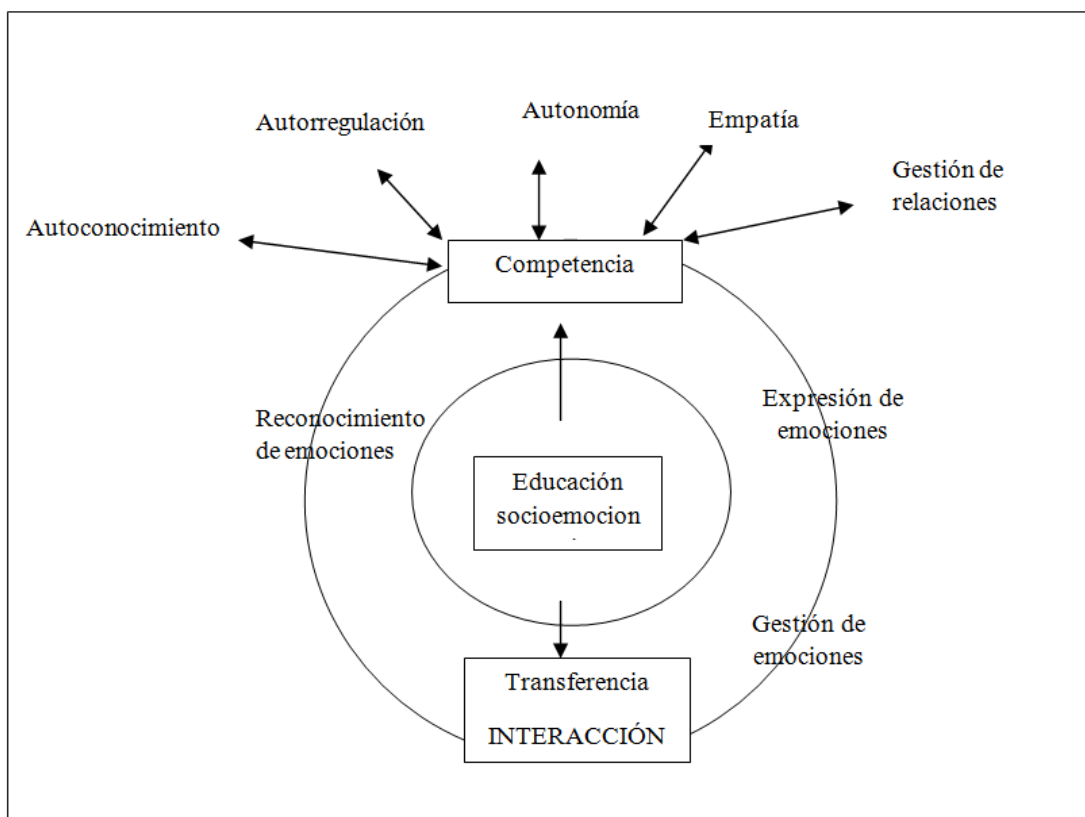 Autorregulación
Autonomía
Empatía
Gestión de
relaciones
Autoconocimiento
Competencia
Reconocimiento
de emociones
Expresión de
emociones
Educación
socioemocion
Gestión de
emociones
Transferencia
INTERACCIÓN